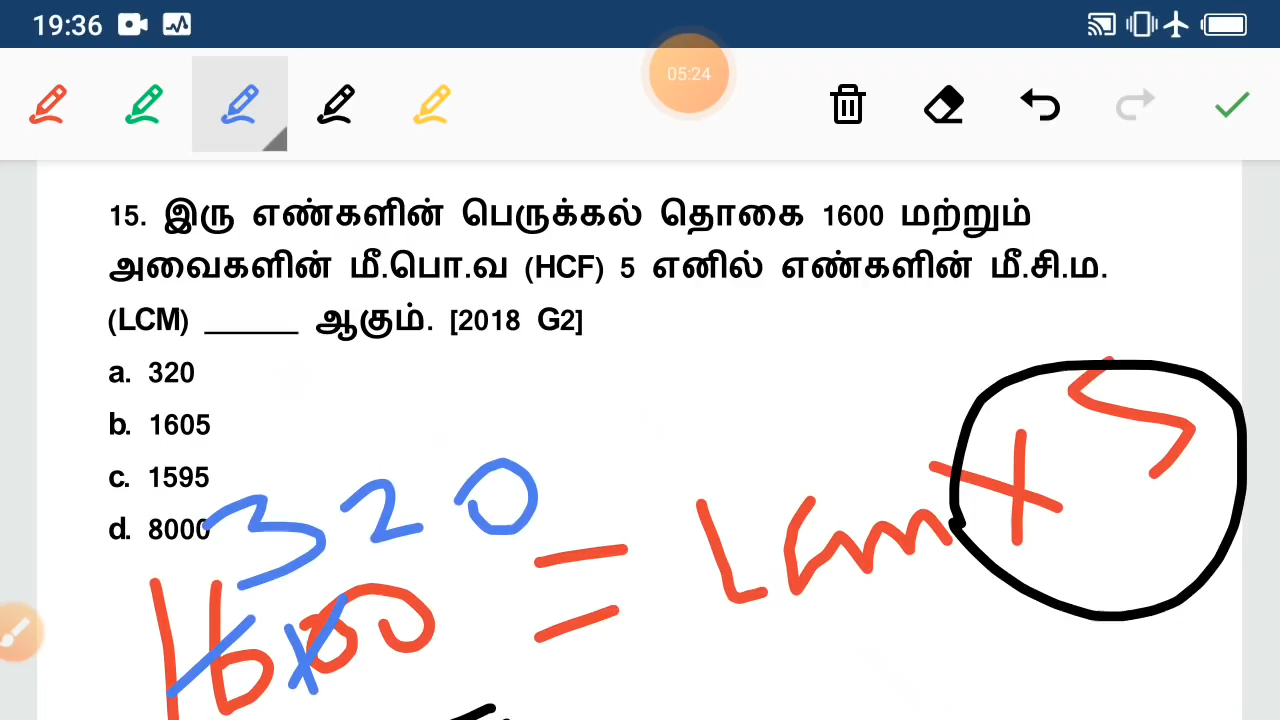 19:36
05:24
15. இரு எண்களின் பெருக்கல் தொகை 1600 மற்றும்
அவைகளின் மீ.பொ.வ (HCF) 5 எனில் எண்களின் மீ.சி.ம.
(LCM) ______ ஆகும். [2018 G2]
a. 320
b. 1605
c. 1595
d. 8000
320
1600 = Lcm x 5